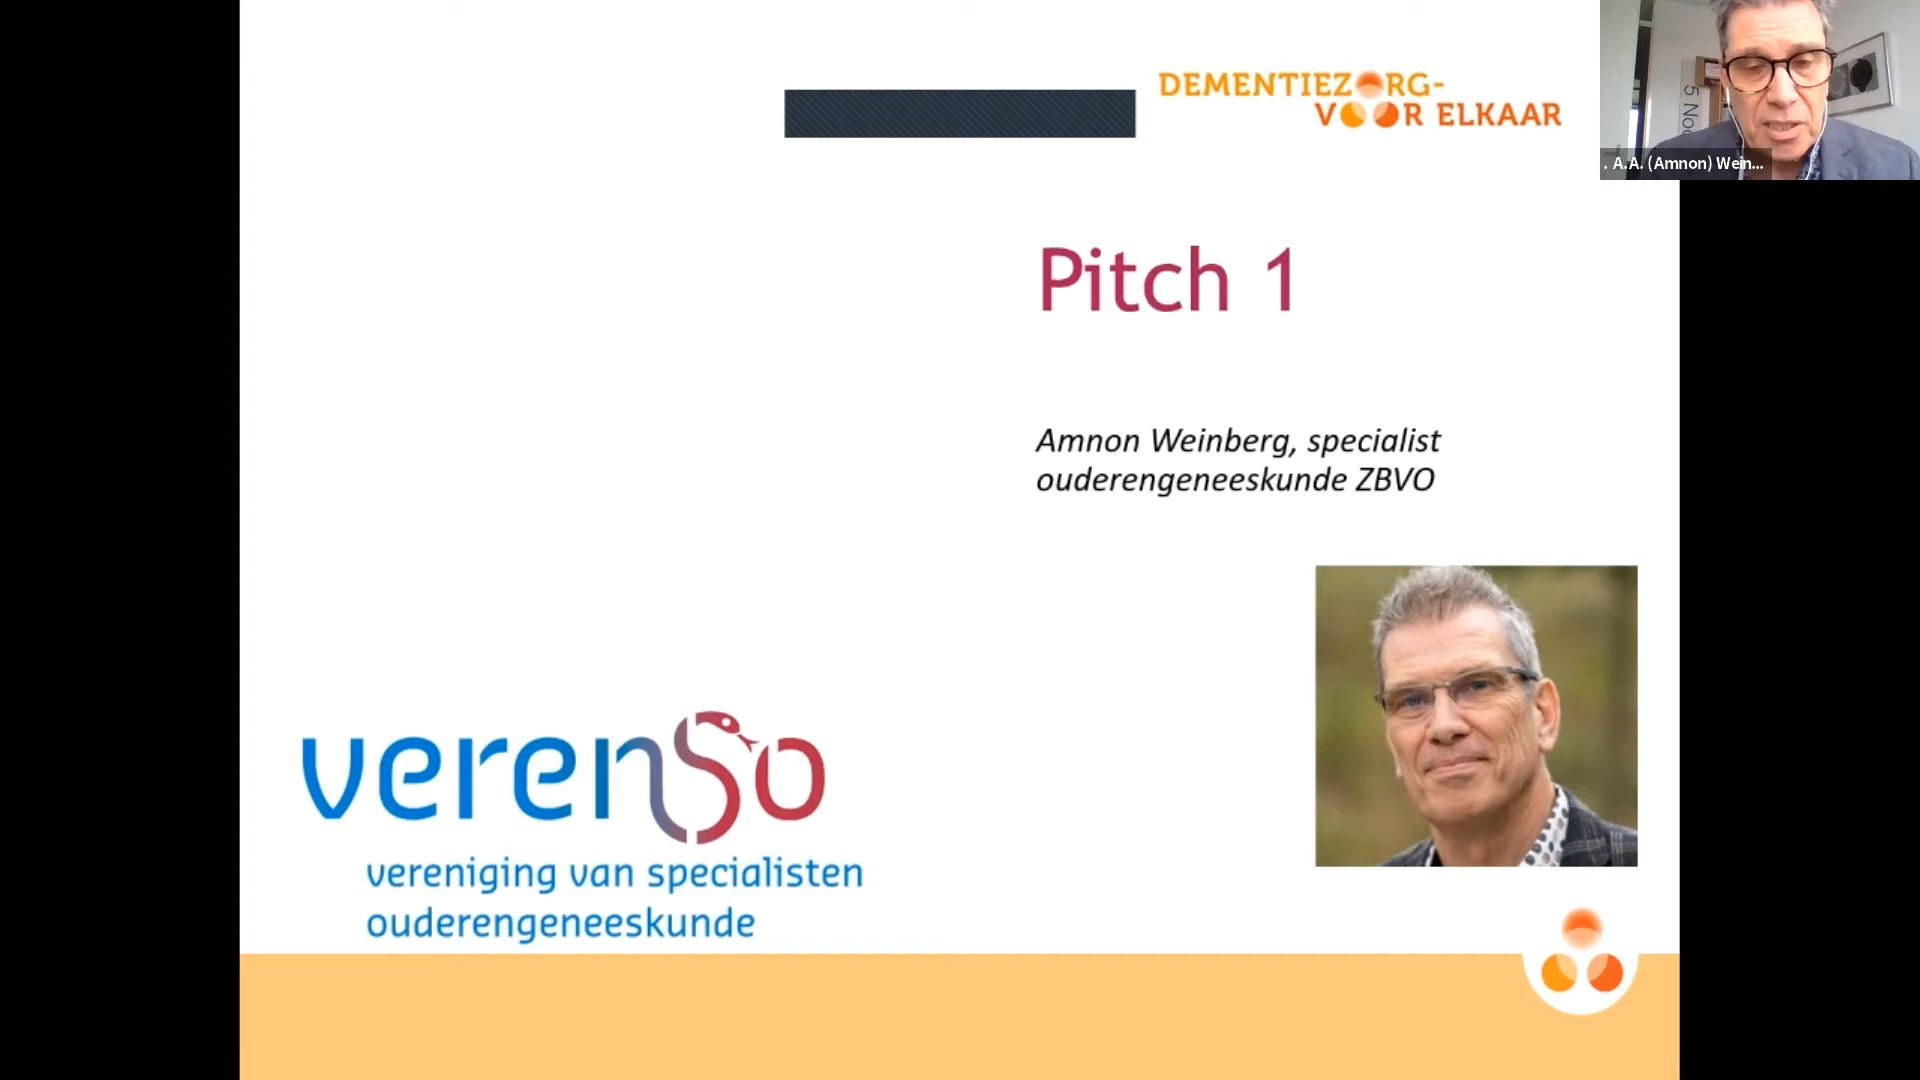 DEMENTIEZORG-
VOOR ELKAAR
. A.A. (Amnon) Wein...
Pitch 1
Amnon Weinberg, specialist
ouderengeneeskunde ZBVO
verenso
vereniging van specialisten
ouderengeneeskunde